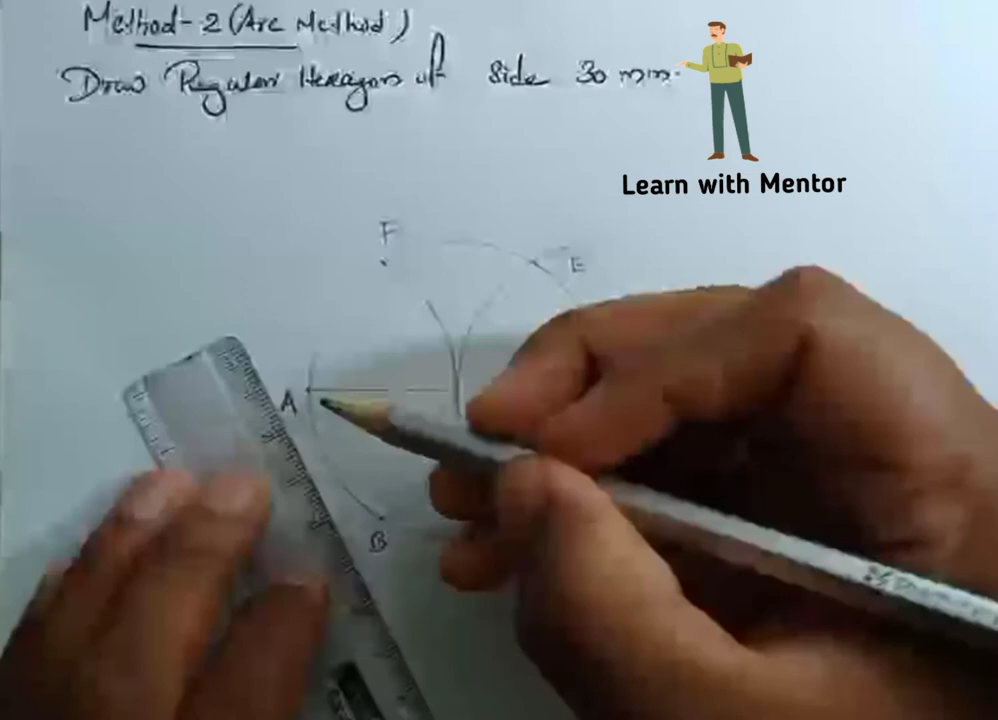 Method-2 (Arc Method)
Draw Regular Hexagon of Side 30 mm.
Learn with Mentor
F
E
A
B